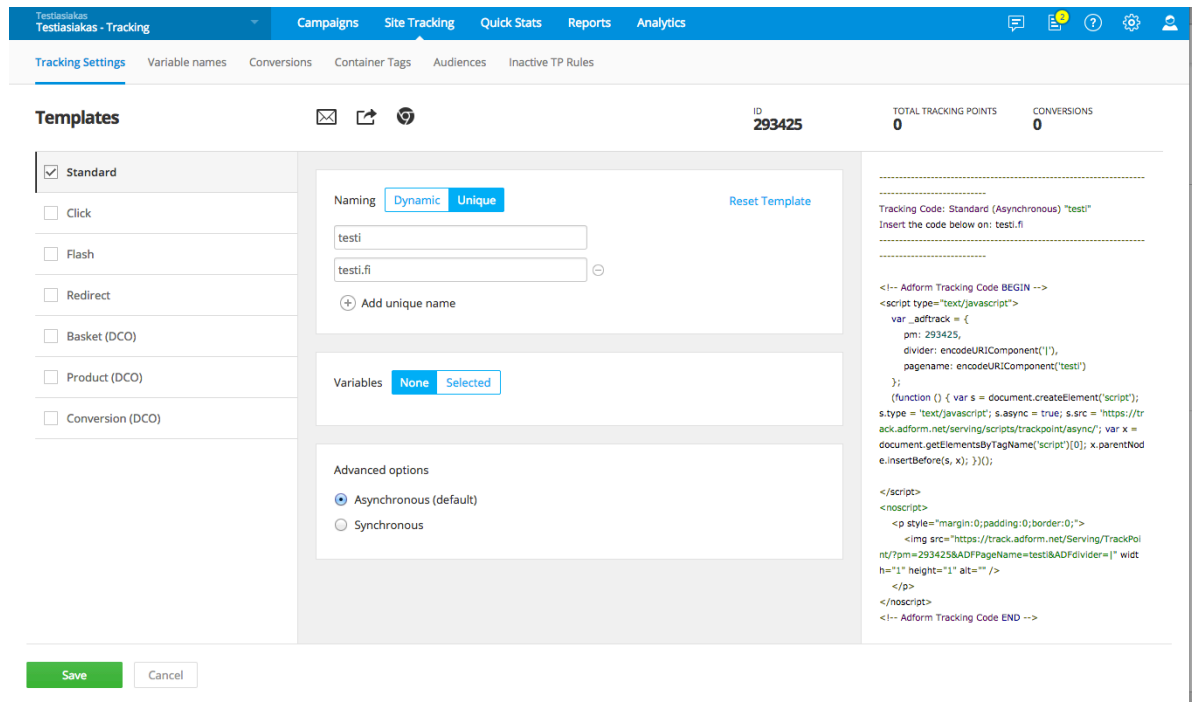 Testiasiakas
Testiasiakas - Tracking
Campaigns Site Tracking Quick Stats Reports Analytics
2
?
Tracking Settings Variable names Conversions Container Tags Audiences Inactive TP Rules
Templates
ID
293425
TOTAL TRACKING POINTS
0
CONVERSIONS
0
Standard
Click
Flash
Redirect
Basket (DCO)
Product (DCO)
Conversion (DCO)
Naming Dynamic Unique Reset Template
testi
testi.fi
Add unique name
Variables None Selected
Advanced options
Asynchronous (default)
Synchronous
--------------------------------------------------------------------
---------------------------
Tracking Code: Standard (Asynchronous) "testi"
Insert the code below on: testi.fi
--------------------------------------------------------------------
---------------------------
<!-- Adform Tracking Code BEGIN -->
<script type="text/javascript">
var _adftrack = {
pm: 293425,
divider: encodeURIComponent('|'),
pagename: encodeURIComponent('testi')
};
(function () { var s = document.createElement('script');
s.type = 'text/javascript'; s.async = true; s.src = 'https://tr
ack.adform.net/serving/scripts/trackpoint/async/'; var x =
document.getElementsByTagName('script')[0]; x.parentNod
e.insertBefore(s, x); })();
</script>
<noscript>
<p style="margin:0;padding:0;border:0;">
<img src="https://track.adform.net/Serving/TrackPoi
nt/?pm=293425&ADFPageName=testi&ADFdivider=|" widt
h="1" height="1" alt="" />
</p>
</noscript>
<!-- Adform Tracking Code END -->
Save Cancel